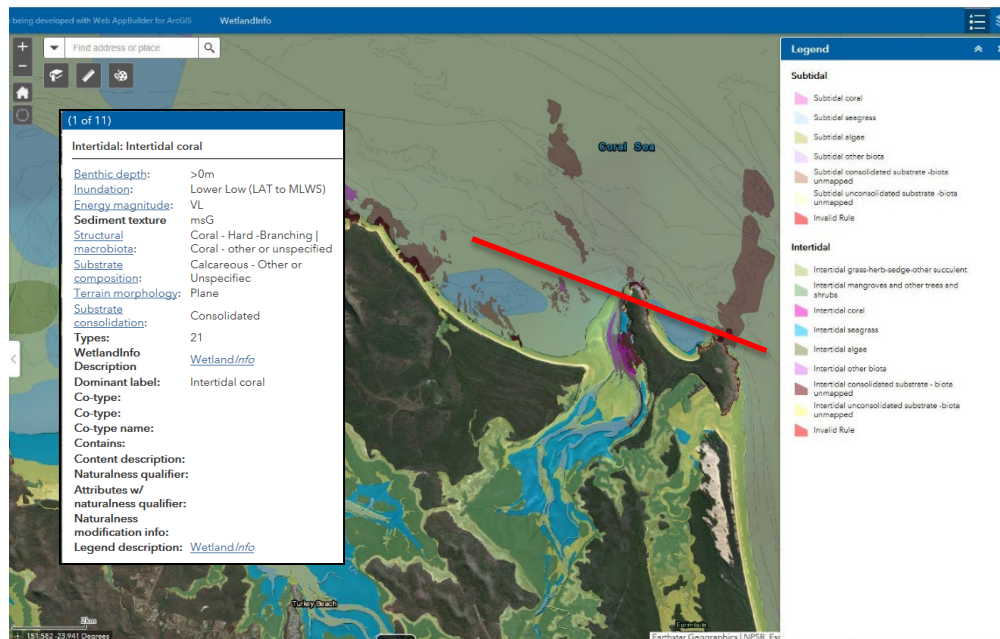 being developed with Web AppBuilder for ArcGIS
WetlandInfo
+
Find address or place
−
(1 of 11)
Intertidal: Intertidal coral
Benthic depth: >0m
Inundation: Lower Low (LAT to MLWS)
Energy magnitude: VL
Sediment texture msG
Structural Coral - Hard -Branching |
macrobiota: Coral - other or unspecified
Substrate Calcareous - Other or
composition: Unspecifiec
Terrain morphology: Plane
Substrate
consolidation: Consolidated
Types: 21
WetlandInfo
Description WetlandInfo
Dominant label: Intertidal coral
Co-type:
Co-type:
Co-type name:
Contains:
Content description:
Naturalness qualifier:
Attributes w/
naturalness qualifier:
Naturalness
modification info:
Legend description: WetlandInfo
Coral Sea
Turkey Beach
Eurimbula
2km
151.582 -23.941 Degrees
Earthstar Geographics | NPSR, Esr
Legend
Subtidal
Subtidal coral
Subtidal seagrass
Subtidal algae
Subtidal other biota
Subtidal consolidated substrate -biota
unmapped
Subtidal unconsolidated substrate -biota
unmapped
Invalid Rule
Intertidal
Intertidal grass-herb-sedge-other succulent
Intertidal mangroves and other trees and
shrubs
Intertidal coral
Intertidal seagrass
Intertidal algae
Intertidal other biota
Intertidal consolidated substrate - biota
unmapped
Intertidal unconsolidated substrate -biota
unmapped
Invalid Rule